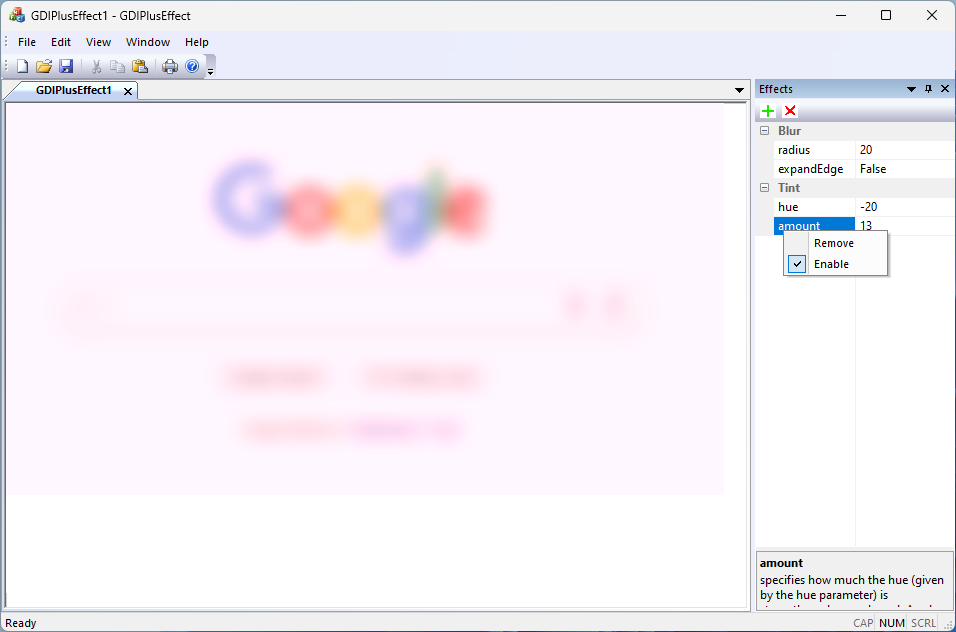 GDIPlusEffect1 - GDIPlusEffect
File Edit View Window Help
GDIPlusEffect1
Google
Effects
Blur
radius 20
expandEdge False
Tint
hue -20
amount 13
Remove
Enable
amount
specifies how much the hue (given
by the hue parameter) is
Ready
CAP NUM SCRL